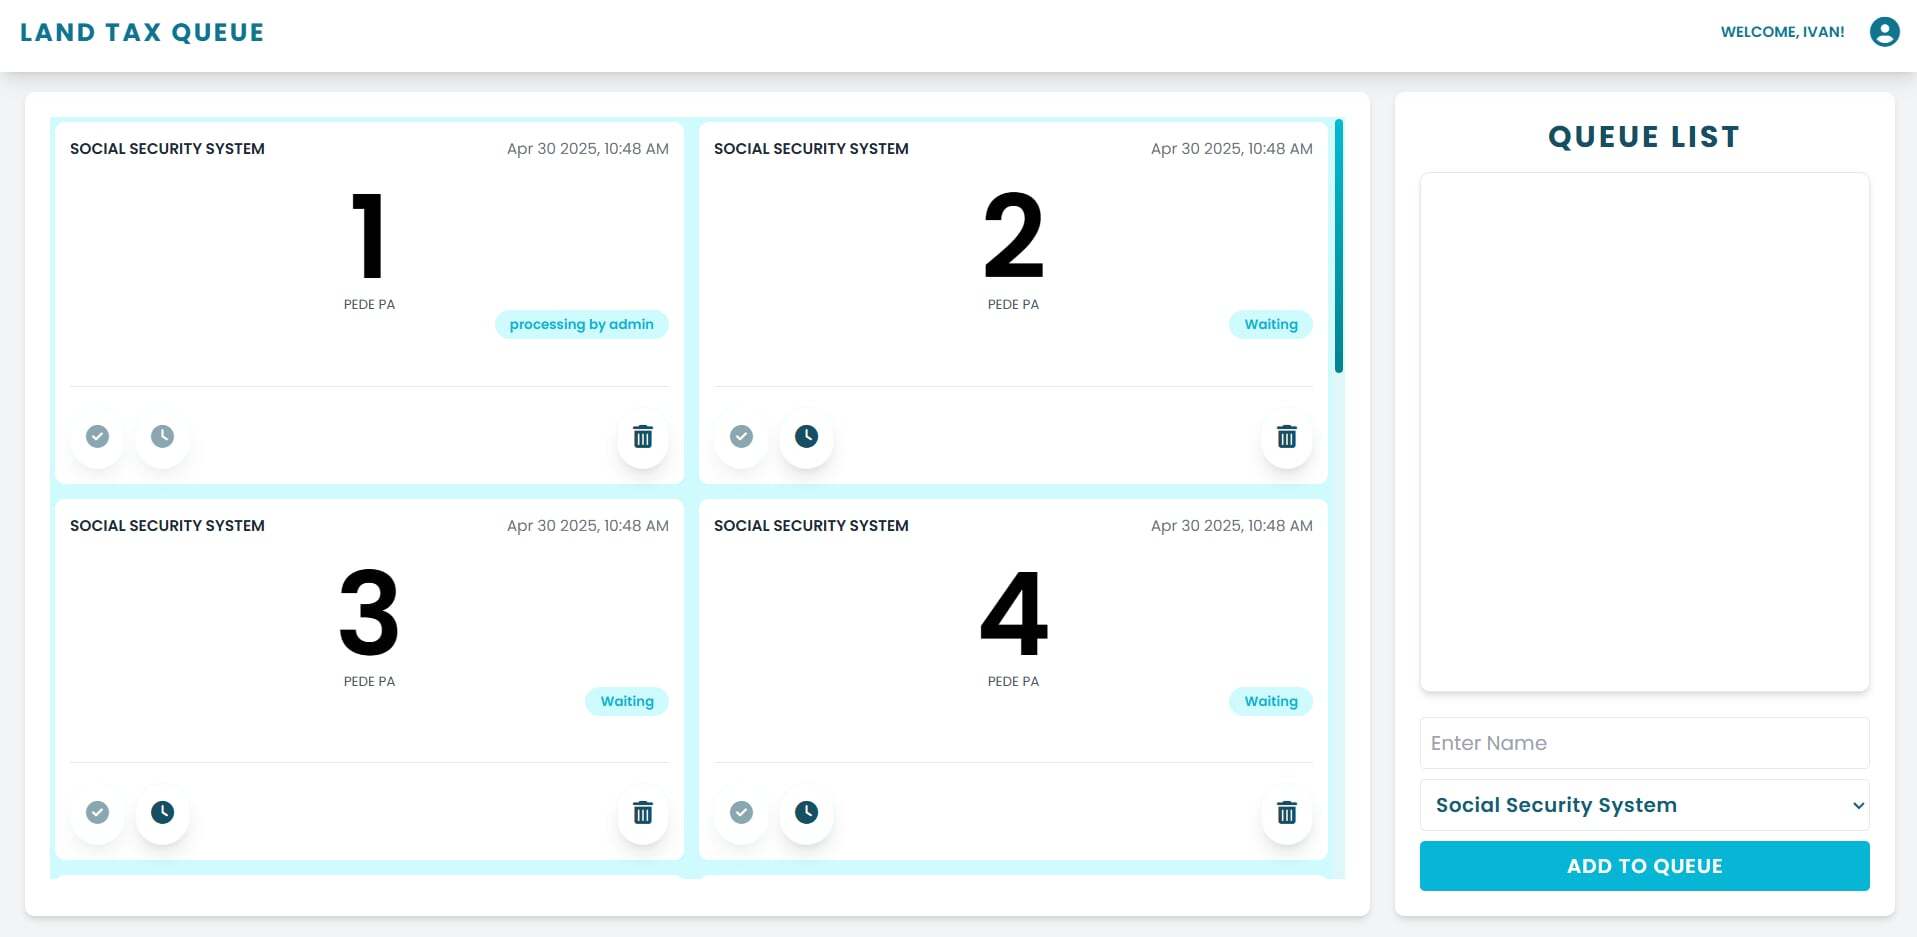 LAND TAX QUEUE
WELCOME, IVAN!
SOCIAL SECURITY SYSTEM
Apr 30 2025, 10:48 AM
1
PEDE PA
processing by admin
SOCIAL SECURITY SYSTEM
Apr 30 2025, 10:48 AM
2
PEDE PA
Waiting
SOCIAL SECURITY SYSTEM
Apr 30 2025, 10:48 AM
3
PEDE PA
Waiting
SOCIAL SECURITY SYSTEM
Apr 30 2025, 10:48 AM
4
PEDE PA
Waiting
QUEUE LIST
Enter Name
Social Security System
ADD TO QUEUE